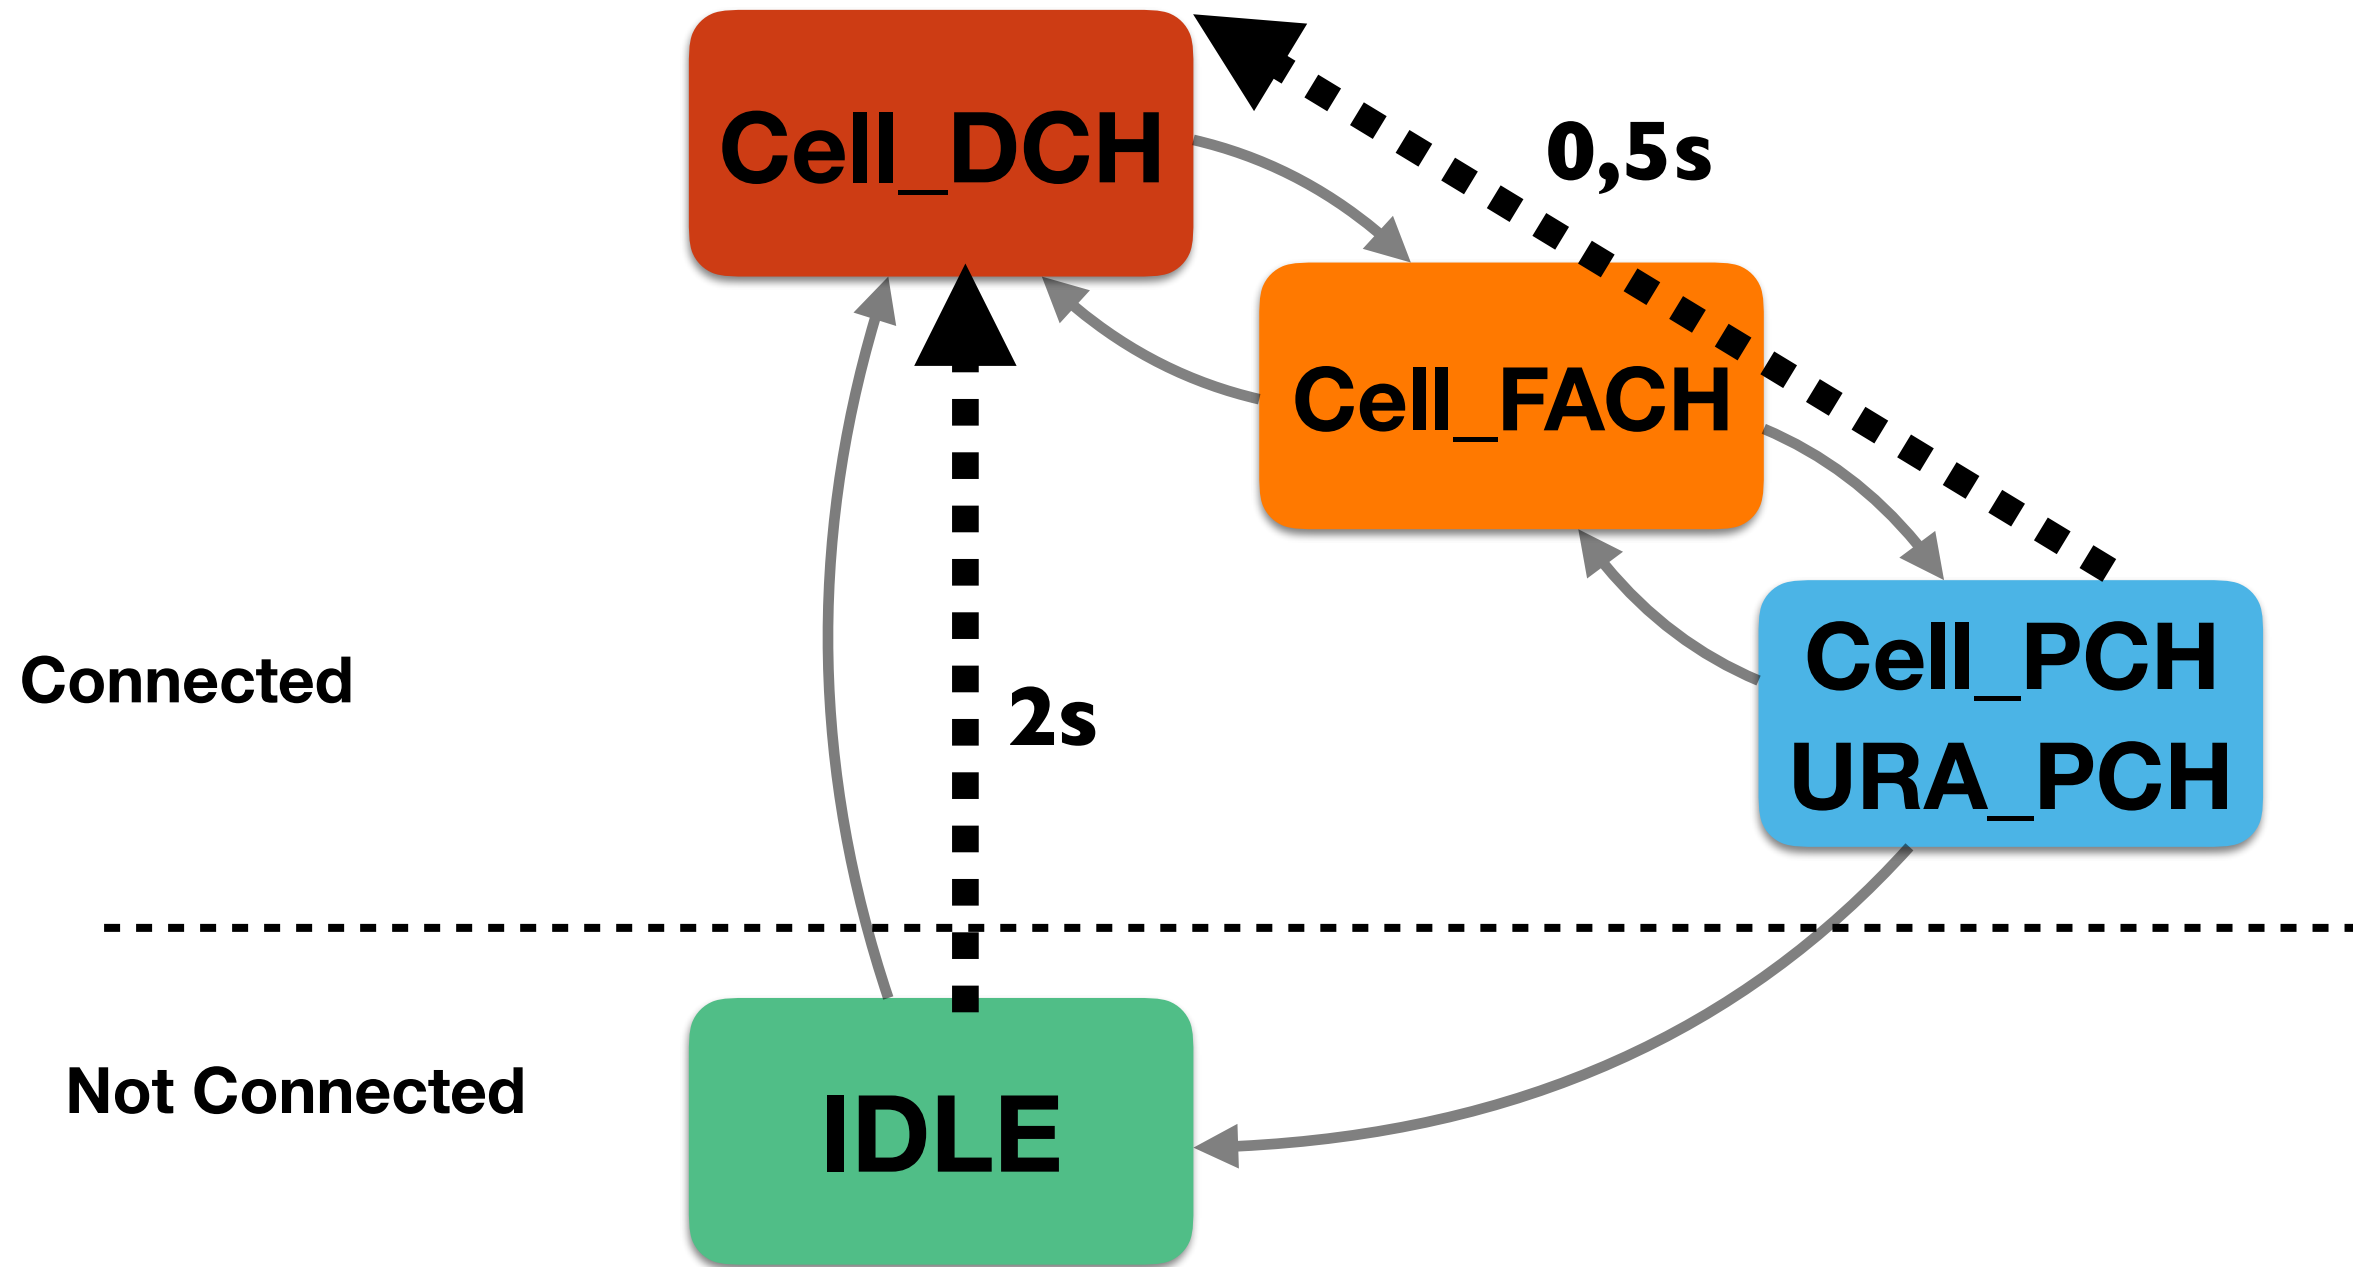 Cell_DCH
0,5s
Cell_FACH
Cell_PCH
URA_PCH
Connected
2s
Not Connected
IDLE